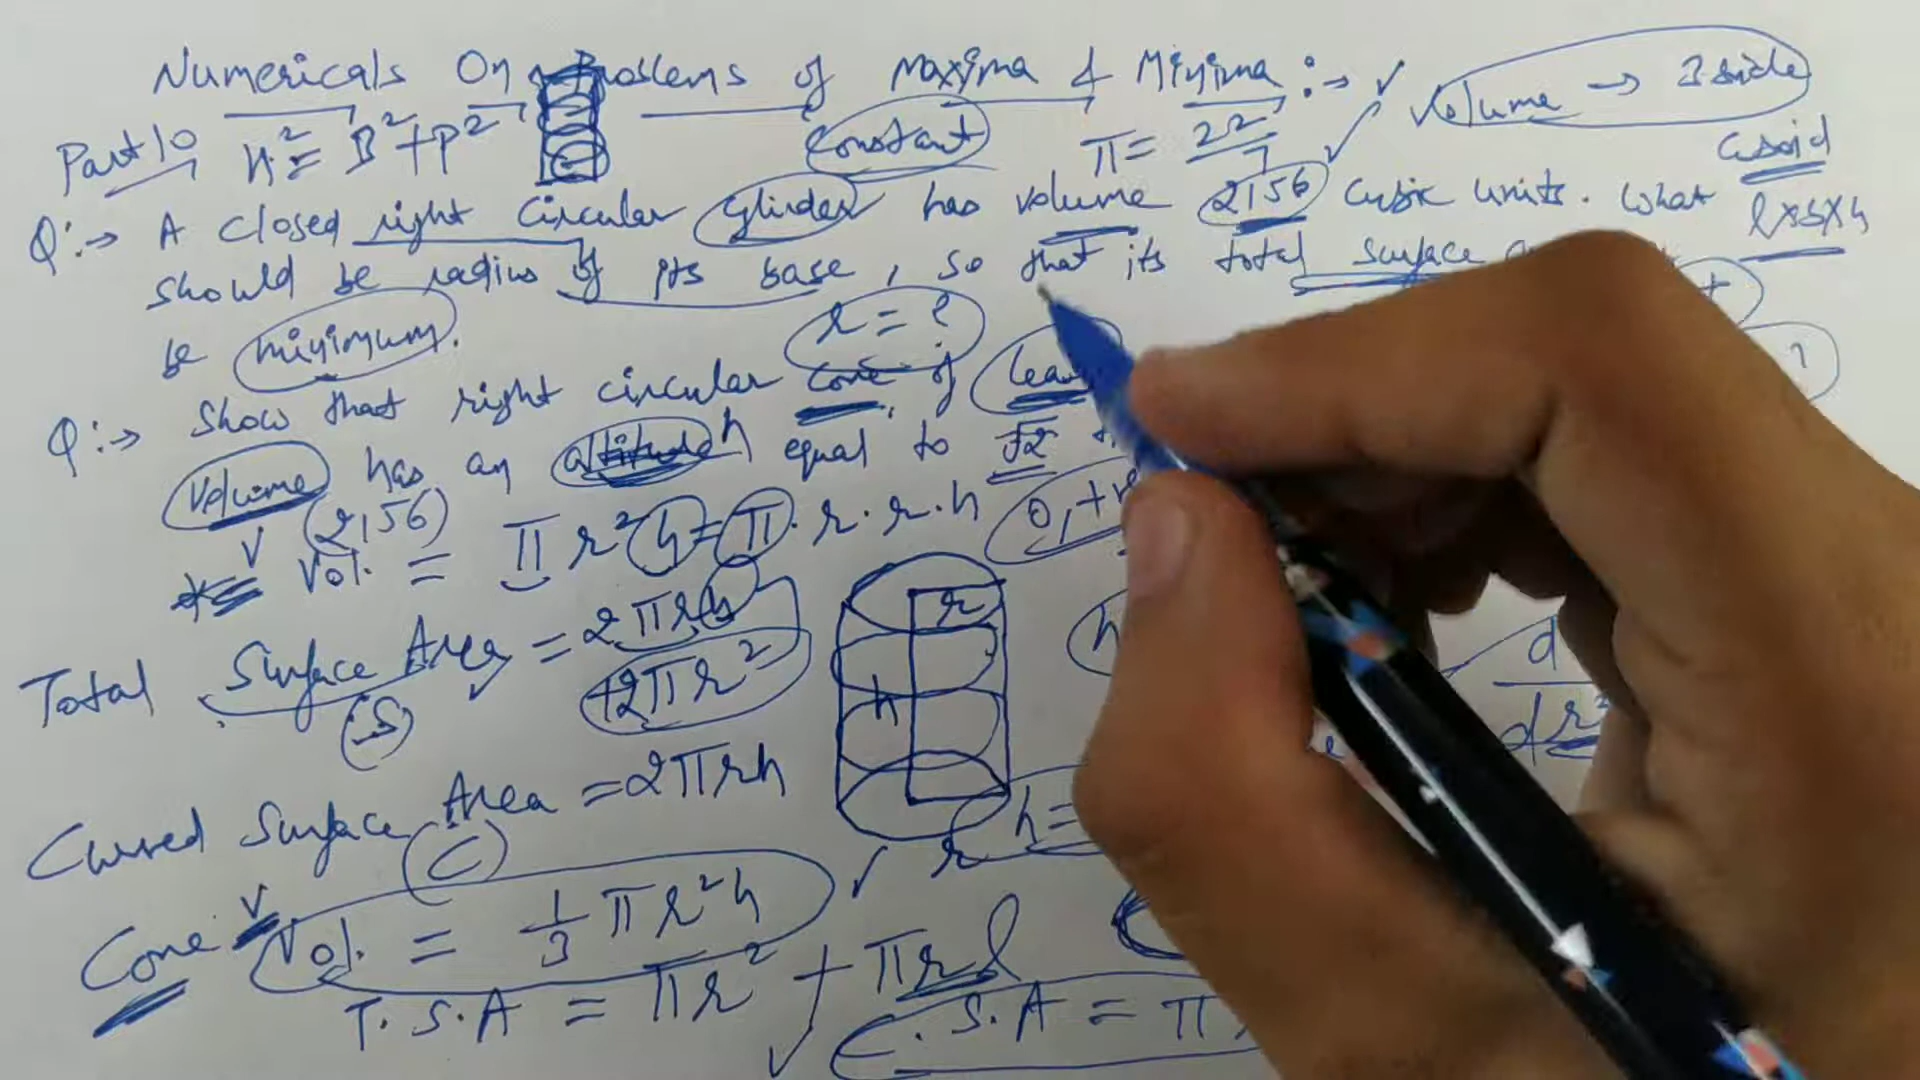 Numericals On Problems of Maxima & Minima :→ ✓
Volume → 3 side
Part 10 H² = B² + P²
constant
π = 22/7
Cuboid
l×b×h
Q:→ A closed right circular cylinder has volume 2156 cubic units. what
should be radius of its base, so that its total surface
be minimum.
r = ?
Q:→ Show that right circular cone of
volume has an altitude h equal to √2
V (2156)
Vol. = πr²h = π.r.r.h
0, +ve
Total Surface Area = 2πrh
+2πr²
(S)
r
h
r
h =
Curved Surface Area = 2πrh
(C)
Cone V
Vol. = 1/3 πr²h ✓
T.S.A = πr² + πrl
C.S.A = π